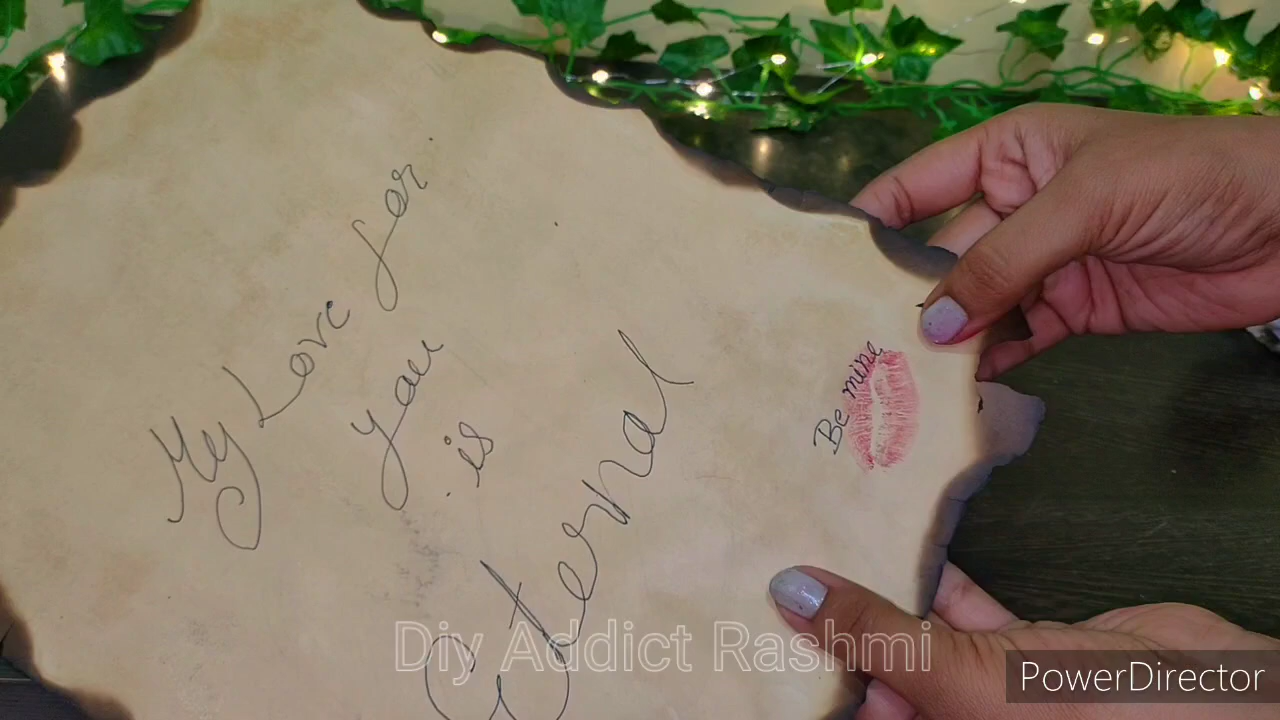 My Love for
you
is
Eternal
Be mine
Diy Addict Rashmi
PowerDirector